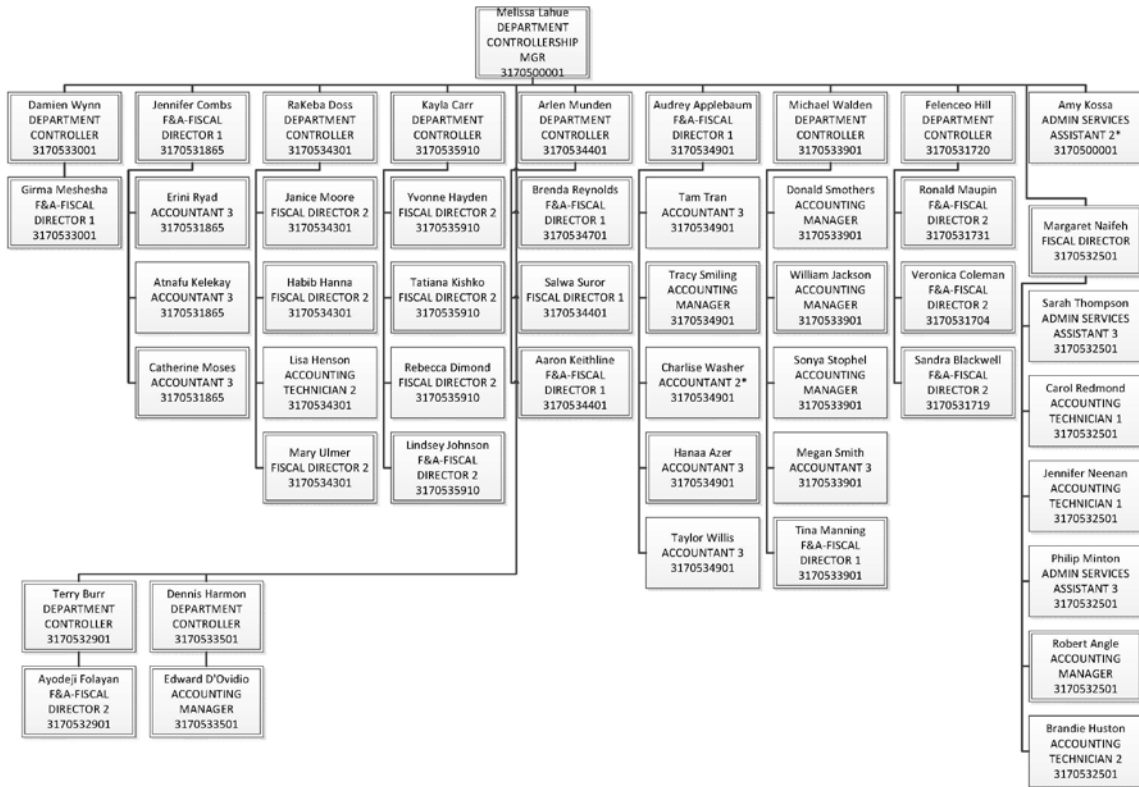 Melissa Lahue
DEPARTMENT
CONTROLLERSHIP
MGR
3170500001
Damien Wynn
DEPARTMENT
CONTROLLER
3170533001
Jennifer Combs
F&A-FISCAL
DIRECTOR 1
3170531865
RaKeba Doss
DEPARTMENT
CONTROLLER
3170534301
Kayla Carr
DEPARTMENT
CONTROLLER
3170535910
Arlen Munden
DEPARTMENT
CONTROLLER
3170534401
Audrey Applebaum
F&A-FISCAL
DIRECTOR 1
3170534901
Michael Walden
DEPARTMENT
CONTROLLER
3170533901
Felenceo Hill
DEPARTMENT
CONTROLLER
3170531720
Amy Kossa
ADMIN SERVICES
ASSISTANT 2*
3170500001
Girma Meshesha
F&A-FISCAL
DIRECTOR 1
3170533001
Erini Ryad
ACCOUNTANT 3
3170531865
Janice Moore
FISCAL DIRECTOR 2
3170534301
Yvonne Hayden
FISCAL DIRECTOR 2
3170535910
Brenda Reynolds
F&A-FISCAL
DIRECTOR 1
3170534701
Tam Tran
ACCOUNTANT 3
3170534901
Donald Smothers
ACCOUNTING
MANAGER
3170533901
Ronald Maupin
F&A-FISCAL
DIRECTOR 2
3170531731
Margaret Naifeh
FISCAL DIRECTOR
3170532501
Atnafu Kelekay
ACCOUNTANT 3
3170531865
Habib Hanna
FISCAL DIRECTOR 2
3170534301
Tatiana Kishko
FISCAL DIRECTOR 2
3170535910
Salwa Suror
FISCAL DIRECTOR 1
3170534401
Tracy Smiling
ACCOUNTING
MANAGER
3170534901
William Jackson
ACCOUNTING
MANAGER
3170533901
Veronica Coleman
F&A-FISCAL
DIRECTOR 2
3170531704
Sarah Thompson
ADMIN SERVICES
ASSISTANT 3
3170532501
Catherine Moses
ACCOUNTANT 3
3170531865
Lisa Henson
ACCOUNTING
TECHNICIAN 2
3170534301
Rebecca Dimond
FISCAL DIRECTOR 2
3170535910
Aaron Keithline
F&A-FISCAL
DIRECTOR 1
3170534401
Charlise Washer
ACCOUNTANT 2*
3170534901
Sonya Stophel
ACCOUNTING
MANAGER
3170533901
Sandra Blackwell
F&A-FISCAL
DIRECTOR 2
3170531719
Carol Redmond
ACCOUNTING
TECHNICIAN 1
3170532501
Mary Ulmer
FISCAL DIRECTOR 2
3170534301
Lindsey Johnson
F&A-FISCAL
DIRECTOR 2
3170535910
Hanaa Azer
ACCOUNTANT 3
3170534901
Megan Smith
ACCOUNTANT 3
3170533901
Jennifer Neenan
ACCOUNTING
TECHNICIAN 1
3170532501
Taylor Willis
ACCOUNTANT 3
3170534901
Tina Manning
F&A-FISCAL
DIRECTOR 1
3170533901
Philip Minton
ADMIN SERVICES
ASSISTANT 3
3170532501
Terry Burr
DEPARTMENT
CONTROLLER
3170532901
Dennis Harmon
DEPARTMENT
CONTROLLER
3170533501
Robert Angle
ACCOUNTING
MANAGER
3170532501
Ayodeji Folayan
F&A-FISCAL
DIRECTOR 2
3170532901
Edward D'Ovidio
ACCOUNTING
MANAGER
3170533501
Brandie Huston
ACCOUNTING
TECHNICIAN 2
3170532501